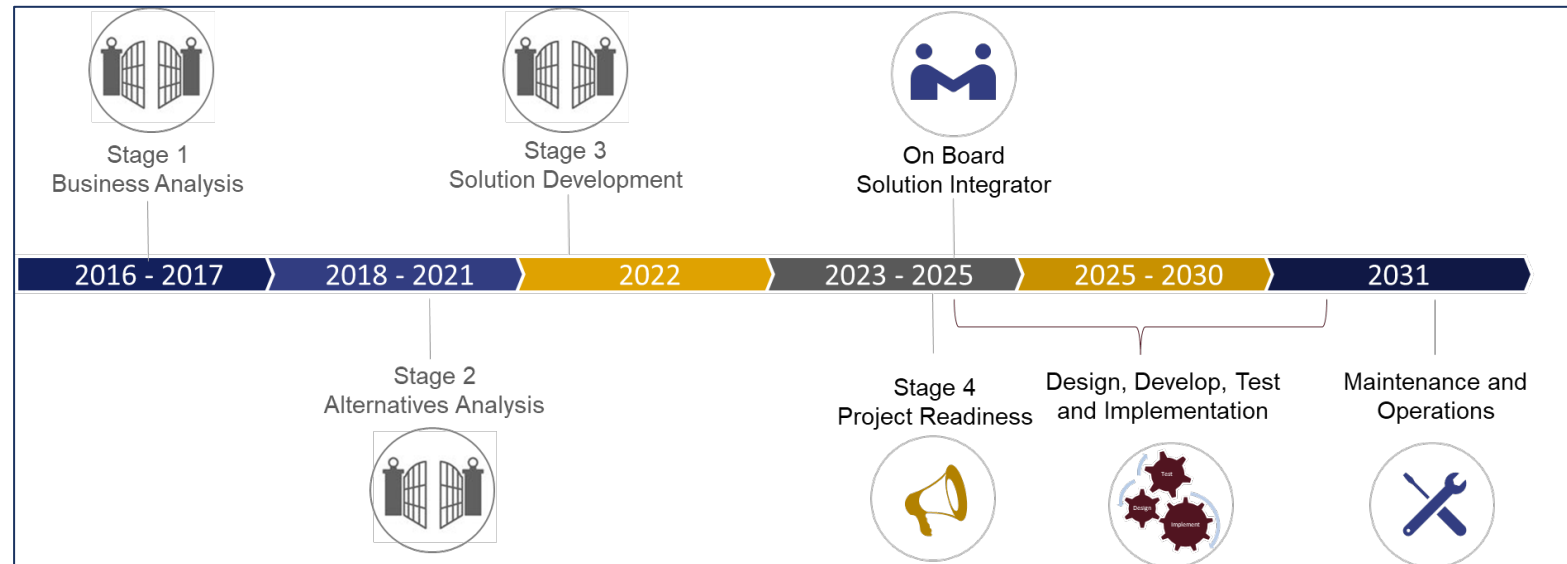 Stage 1
Business Analysis
Stage 3
Solution Development
On Board
Solution Integrator
2016 - 2017
2018 - 2021
2022
2023 - 2025
2025 - 2030
2031
Stage 2
Alternatives Analysis
Stage 4
Project Readiness
Design, Develop, Test
and Implementation
Maintenance and
Operations
Test
Design
Implement